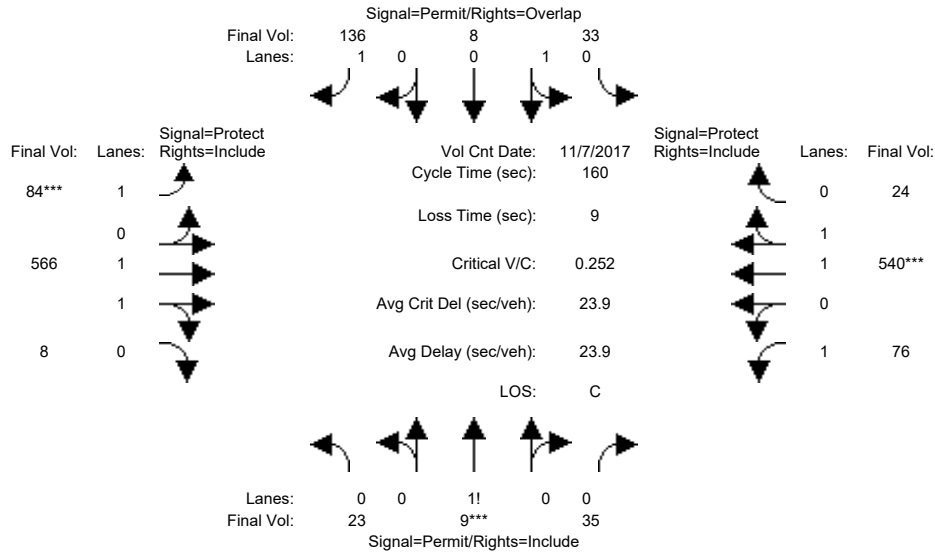 Signal=Permit/Rights=Overlap
Final Vol: 136 8 33
Lanes: 1 0 0 1 0
Signal=Protect
Final Vol: Lanes: Rights=Include
Vol Cnt Date: 11/7/2017
Signal=Protect
Rights=Include Lanes: Final Vol:
Cycle Time (sec): 160
84*** 1
0 24
Loss Time (sec): 9
0
1
566 1
Critical V/C: 0.252
1 540***
1
Avg Crit Del (sec/veh): 23.9
0
8 0
Avg Delay (sec/veh): 23.9
1 76
LOS: C
Lanes: 0 0 1! 0 0
Final Vol: 23 9*** 35
Signal=Permit/Rights=Include